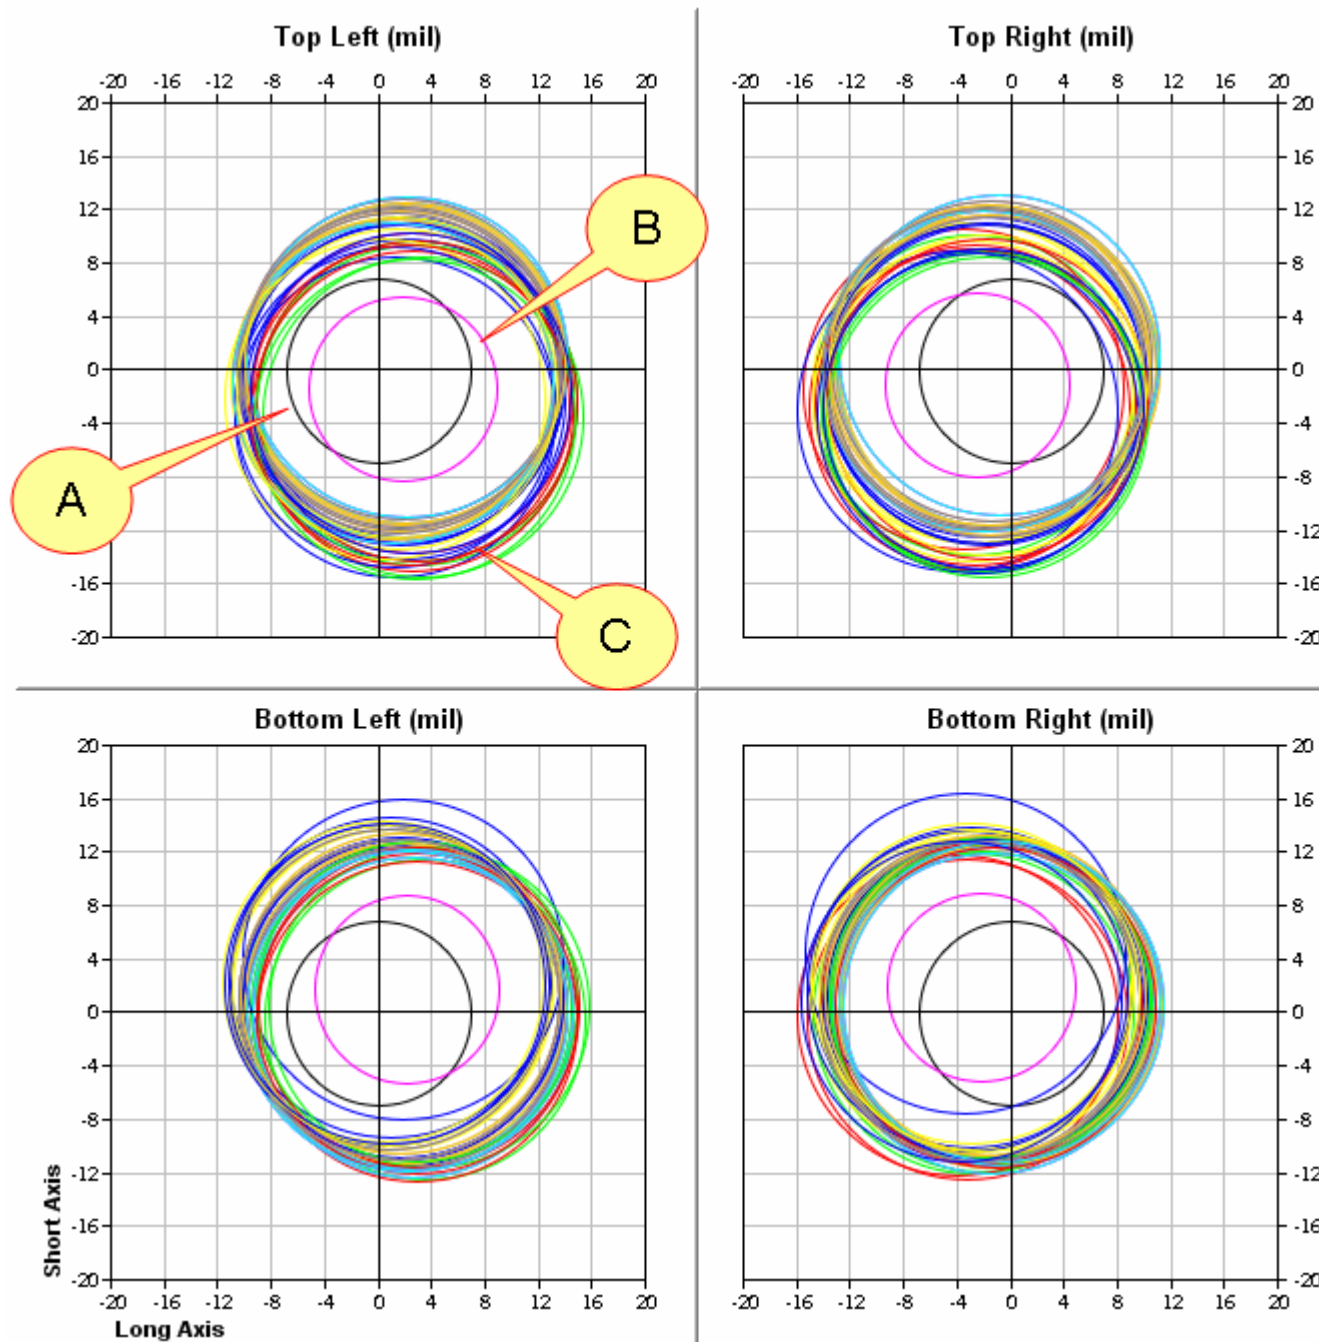 Top Left (mil)
Top Right (mil)
-20 -16 -12 -8 -4 0 4 8 12 16 20
-20 -16 -12 -8 -4 0 4 8 12 16 20
20 20
16 16
12 12
8 8
4 4
0 0
-4 -4
-8 -8
-12 -12
-16 -16
-20 -20
B
A
C
Bottom Left (mil)
Bottom Right (mil)
20 20
16 16
12 12
8 8
4 4
0 0
-4 -4
-8 -8
-12 -12
-16 -16
-20 -20
Short Axis
-20 -16 -12 -8 -4 0 4 8 12 16 20
-20 -16 -12 -8 -4 0 4 8 12 16 20
Long Axis